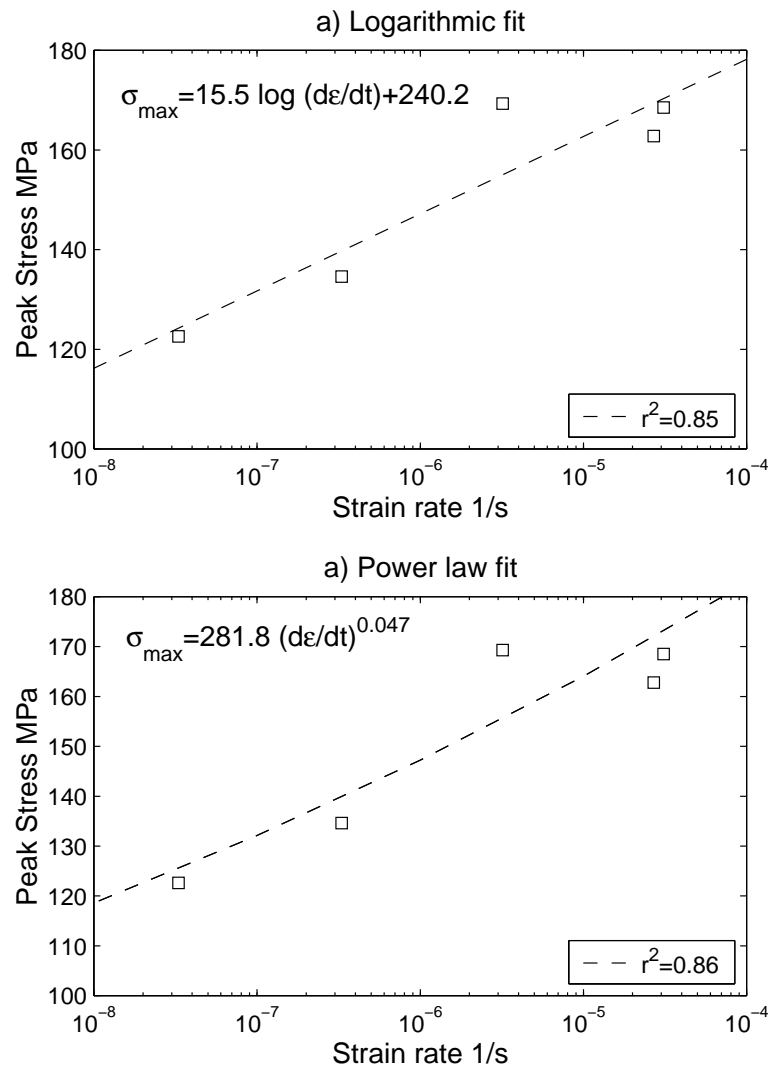 a) Logarithmic fit
180
σmax=15.5 log (dε/dt)+240.2
160
140
120
100
Peak Stress MPa
r²=0.85
10⁻⁸ 10⁻⁷ 10⁻⁶ 10⁻⁵ 10⁻⁴
Strain rate 1/s
a) Power law fit
180
σmax=281.8 (dε/dt)^0.047
170
160
150
140
130
120
110
100
Peak Stress MPa
r²=0.86
10⁻⁸ 10⁻⁷ 10⁻⁶ 10⁻⁵ 10⁻⁴
Strain rate 1/s